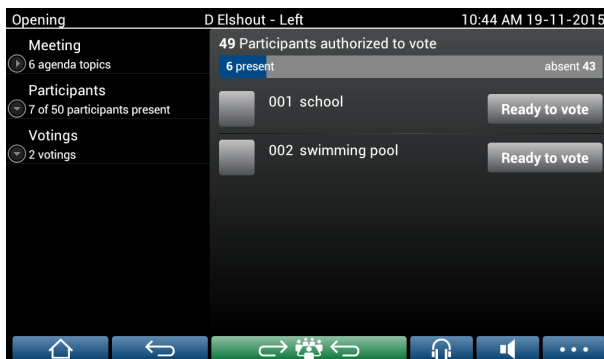 Opening D Elshout - Left 10:44 AM 19-11-2015
Meeting
6 agenda topics
Participants
7 of 50 participants present
Votings
2 votings
49 Participants authorized to vote
6 present absent 43
001 school Ready to vote
002 swimming pool Ready to vote